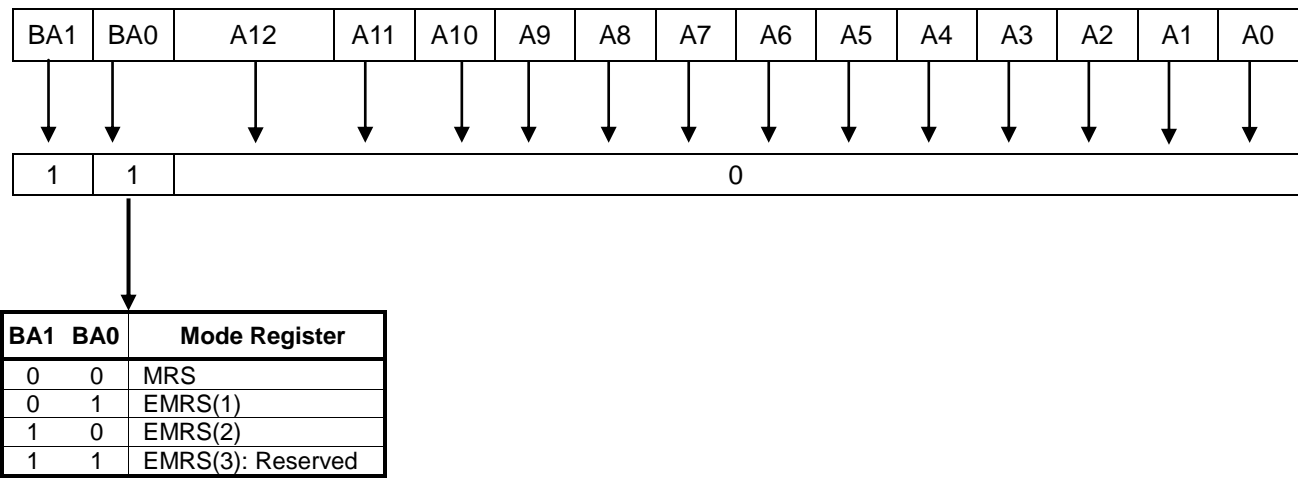 BA1 BA0 A12 A11 A10 A9 A8 A7 A6 A5 A4 A3 A2 A1 A0
1 1 0
BA1 BA0 Mode Register
0 0 MRS
0 1 EMRS(1)
1 0 EMRS(2)
1 1 EMRS(3): Reserved